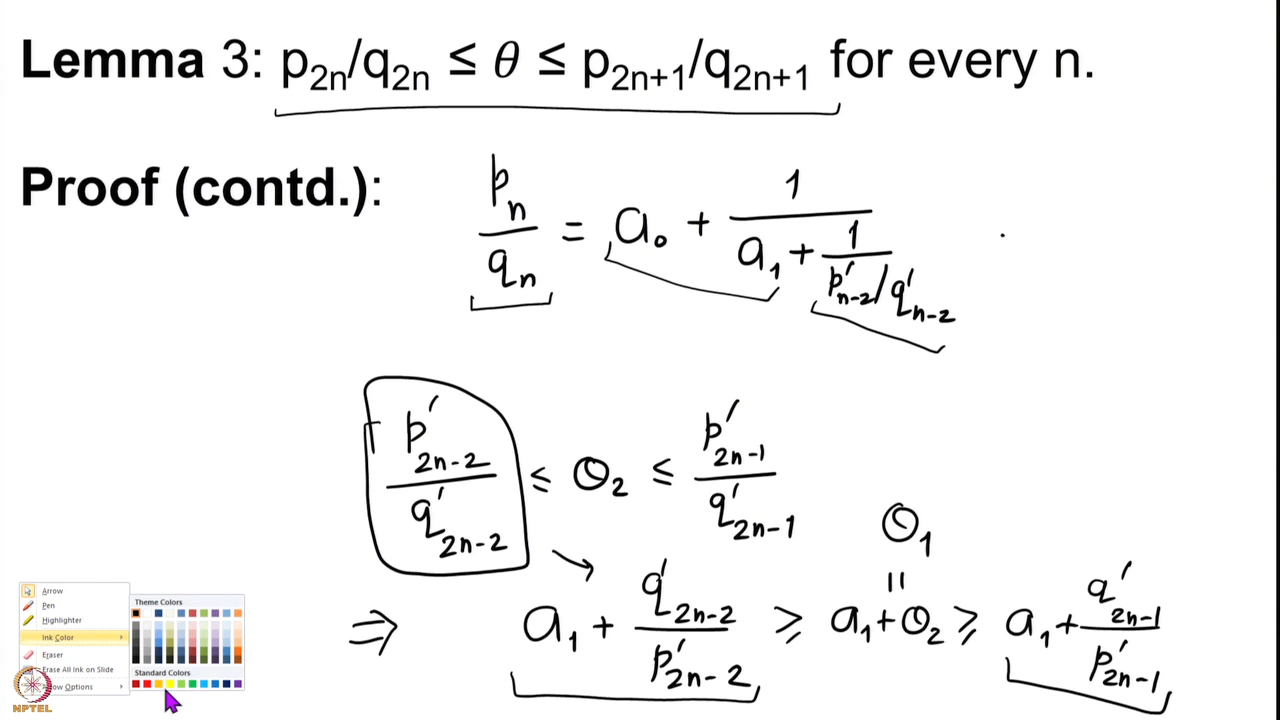 Lemma 3: p₂ₙ/q₂ₙ ≤ θ ≤ p₂ₙ₊₁/q₂ₙ₊₁ for every n.
Proof (contd.):
pₙ/qₙ = a₀ + 1/(a₁ + 1/(p'ₙ₋₂/q'ₙ₋₂))
p'₂ₙ₋₂/q'₂ₙ₋₂ ≤ θ₂ ≤ p'₂ₙ₋₁/q'₂ₙ₋₁
θ₁
=
⇒ a₁ + q'₂ₙ₋₂/p'₂ₙ₋₂ ≥ a₁+θ₂ ≥ a₁+ q'₂ₙ₋₁/p'₂ₙ₋₁
Arrow
Pen
Highlighter
Ink Color
Eraser
Erase All Ink on Slide
Options
Theme Colors
Standard Colors
NPTEL